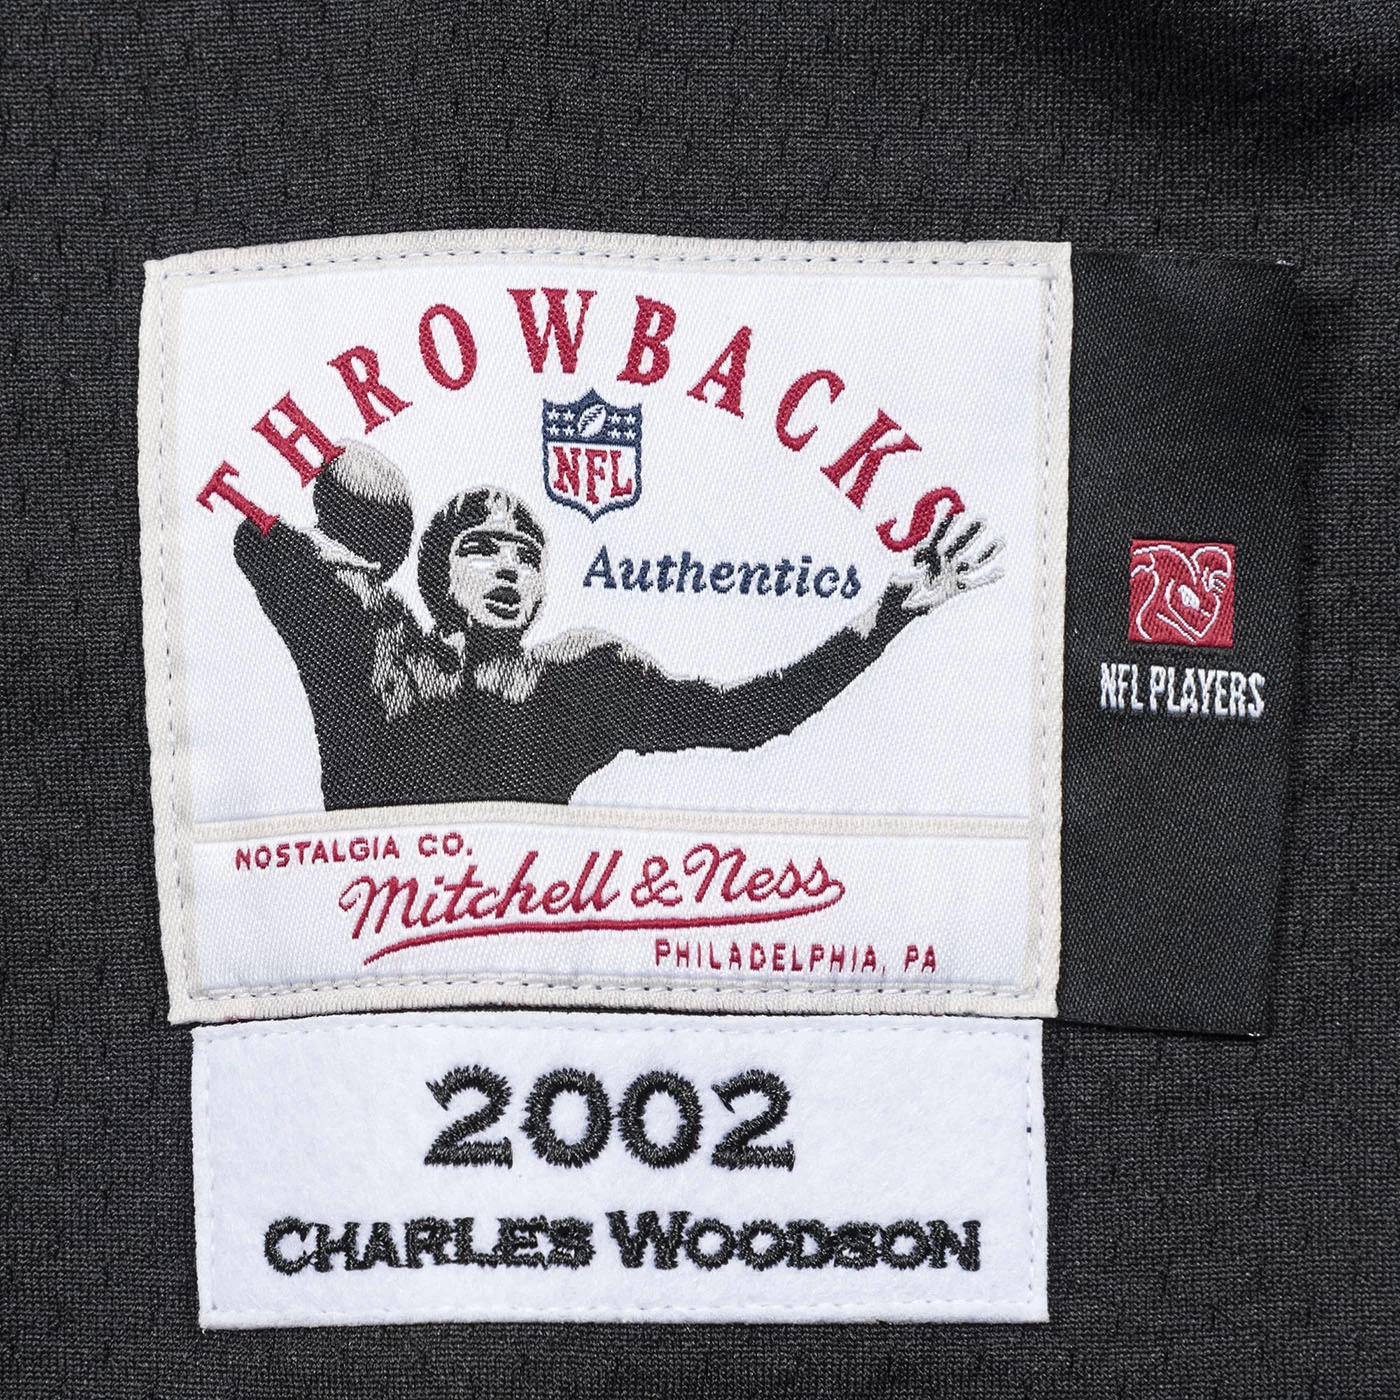 THROWBACKS
NFL
Authentics
NFL PLAYERS
NOSTALGIA CO.
Mitchell & Ness
PHILADELPHIA, PA
2002
CHARLES WOODSON